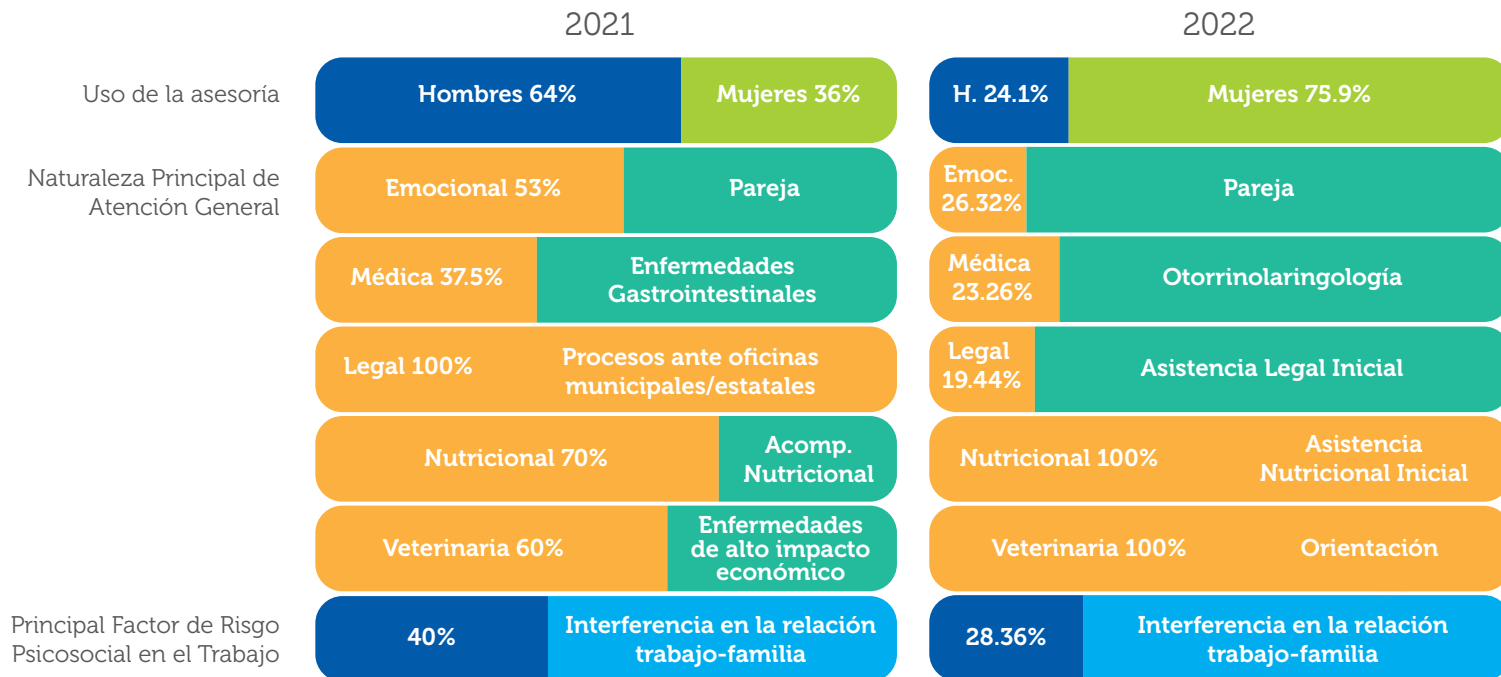 2021
2022
Uso de la asesoría
Hombres 64%
Mujeres 36%
H. 24.1%
Mujeres 75.9%
Naturaleza Principal de
Atención General
Emocional 53%
Pareja
Emoc.
26.32%
Pareja
Médica 37.5%
Enfermedades
Gastrointestinales
Médica
23.26%
Otorrinolaringología
Legal 100%
Procesos ante oficinas
municipales/estatales
Legal
19.44%
Asistencia Legal Inicial
Nutricional 70%
Acomp.
Nutricional
Nutricional 100%
Asistencia
Nutricional Inicial
Veterinaria 60%
Enfermedades
de alto impacto
económico
Veterinaria 100%
Orientación
Principal Factor de Risgo
Psicosocial en el Trabajo
40%
Interferencia en la relación
trabajo-familia
28.36%
Interferencia en la relación
trabajo-familia